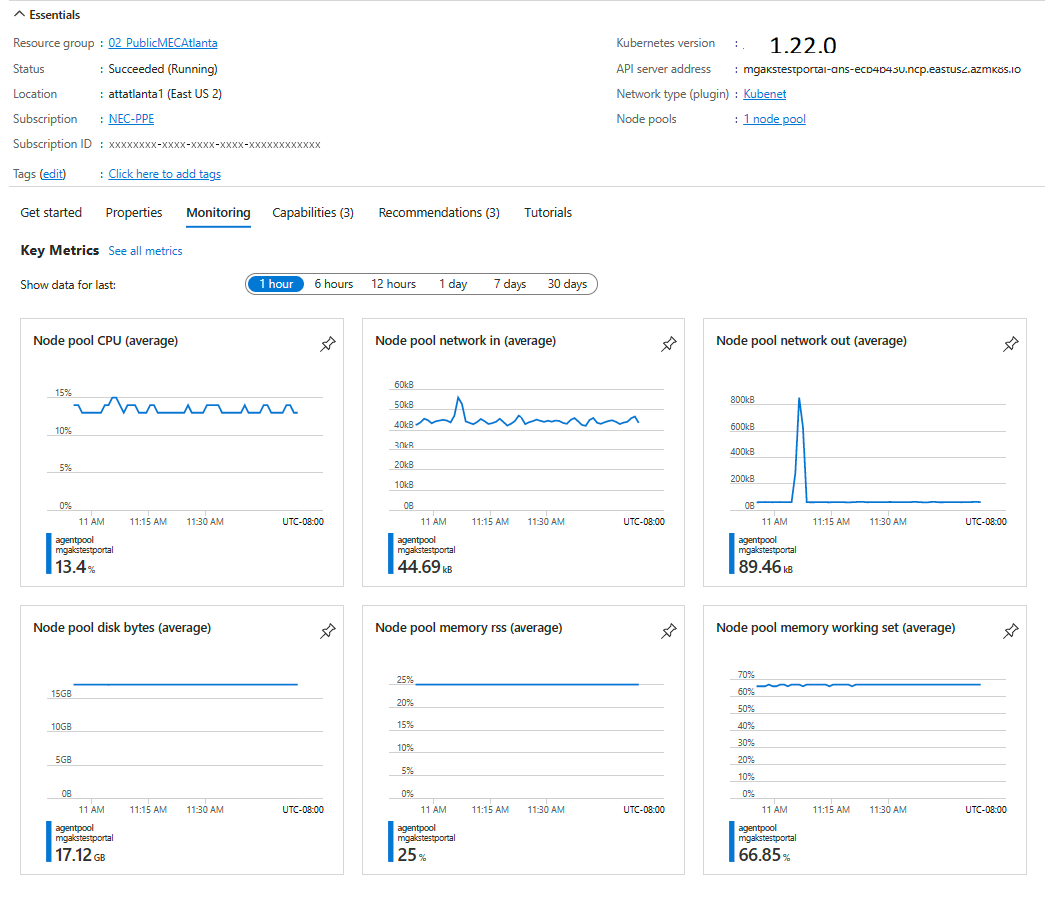 Essentials
Resource group : 02_PublicMECAtlanta
Status : Succeeded (Running)
Location : attatlanta1 (East US 2)
Subscription : NEC-PPE
Subscription ID : xxxxxxxx-xxxx-xxxx-xxxx-xxxxxxxxxxxx
Tags (edit) : Click here to add tags
Kubernetes version : 1.22.0
API server address : mgakstestportal-dns-ecb4b430.hcp.eastus2.azmk8s.io
Network type (plugin) : Kubenet
Node pools : 1 node pool
Get started Properties Monitoring Capabilities (3) Recommendations (3) Tutorials
Key Metrics See all metrics
Show data for last: 1 hour 6 hours 12 hours 1 day 7 days 30 days
Node pool CPU (average)
15%
10%
5%
0%
11 AM 11:15 AM 11:30 AM UTC-08:00
agentpool
mgakstestportal
13.4 %
Node pool network in (average)
60kB
50kB
40kB
30kB
20kB
10kB
0B
11 AM 11:15 AM 11:30 AM UTC-08:00
agentpool
mgakstestportal
44.69 kB
Node pool network out (average)
800kB
600kB
400kB
200kB
0B
11 AM 11:15 AM 11:30 AM UTC-08:00
agentpool
mgakstestportal
89.46 kB
Node pool disk bytes (average)
15GB
10GB
5GB
0B
11 AM 11:15 AM 11:30 AM UTC-08:00
agentpool
mgakstestportal
17.12 GB
Node pool memory rss (average)
25%
20%
15%
10%
5%
0%
11 AM 11:15 AM 11:30 AM UTC-08:00
agentpool
mgakstestportal
25 %
Node pool memory working set (average)
70%
60%
50%
40%
30%
20%
10%
0%
11 AM 11:15 AM 11:30 AM UTC-08:00
agentpool
mgakstestportal
66.85 %